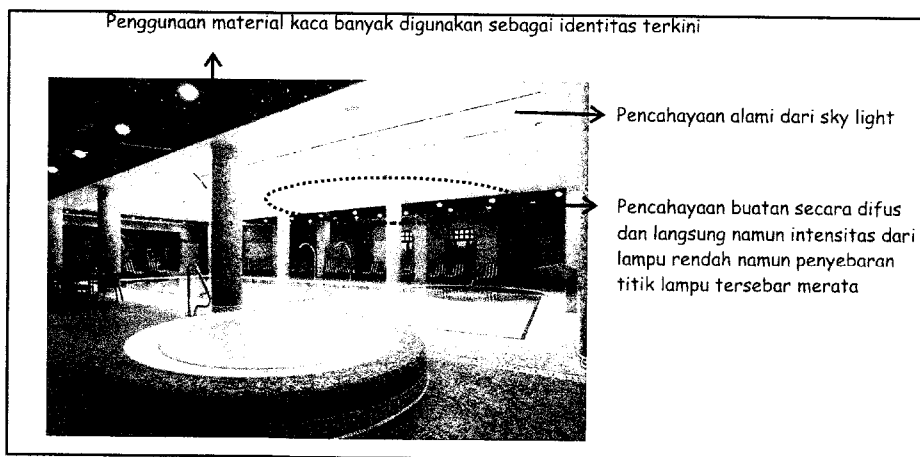 Penggunaan material kaca banyak digunakan sebagai identitas terkini
Pencahayaan alami dari sky light
Pencahayaan buatan secara difus
dan langsung namun intensitas dari
lampu rendah namun penyebaran
titik lampu tersebar merata